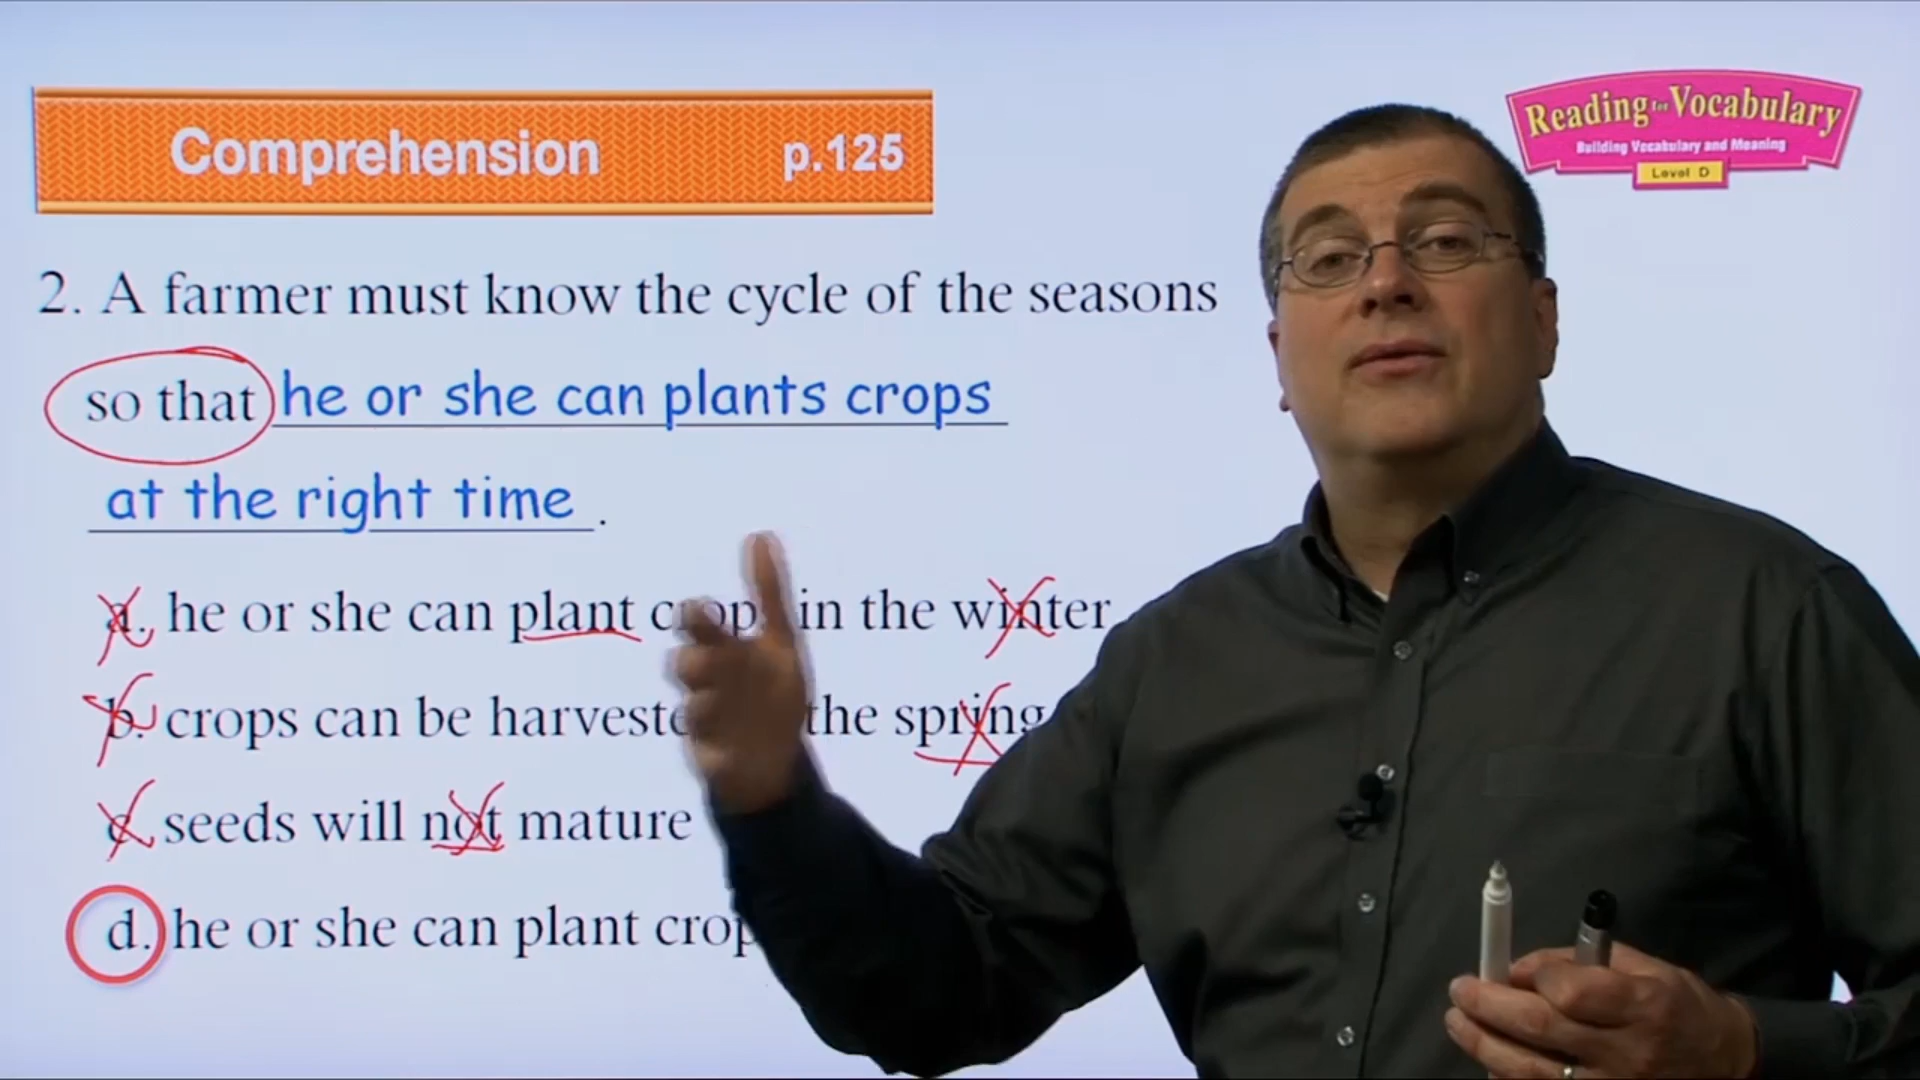 Comprehension p.125
Reading for Vocabulary
Building Vocabulary and Meaning
Level D
2. A farmer must know the cycle of the seasons
so that he or she can plants crops
at the right time.
a. he or she can plant crop in the winter
b. crops can be harveste the spring
c. seeds will not mature
d. he or she can plant crop